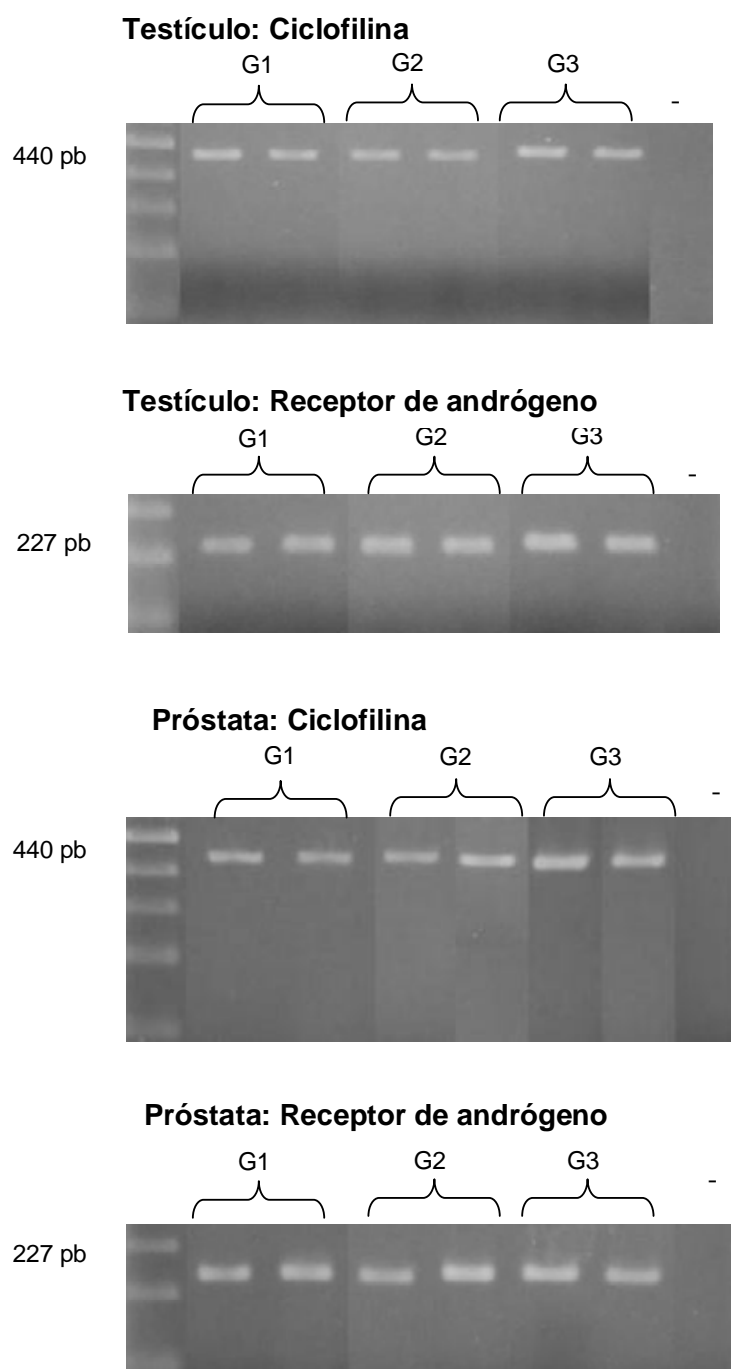 Testículo: Ciclofilina
G1 G2 G3 -
440 pb
Testículo: Receptor de andrógeno
G1 G2 G3 -
227 pb
Próstata: Ciclofilina
G1 G2 G3 -
440 pb
Próstata: Receptor de andrógeno
G1 G2 G3 -
227 pb